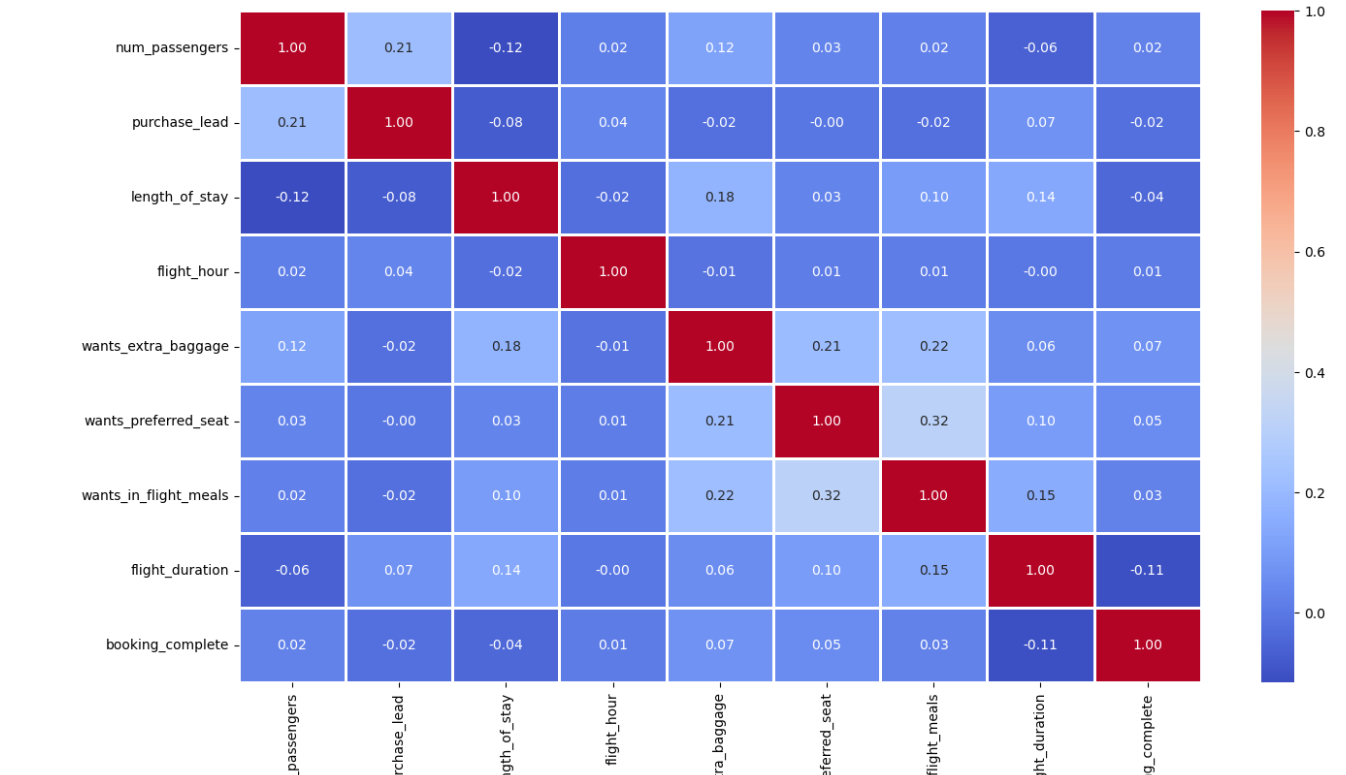 1.0
num_passengers 1.00 0.21 -0.12 0.02 0.12 0.03 0.02 -0.06 0.02
0.8
purchase_lead 0.21 1.00 -0.08 0.04 -0.02 -0.00 -0.02 0.07 -0.02
length_of_stay -0.12 -0.08 1.00 -0.02 0.18 0.03 0.10 0.14 -0.04
0.6
flight_hour 0.02 0.04 -0.02 1.00 -0.01 0.01 0.01 -0.00 0.01
wants_extra_baggage 0.12 -0.02 0.18 -0.01 1.00 0.21 0.22 0.06 0.07
0.4
wants_preferred_seat 0.03 -0.00 0.03 0.01 0.21 1.00 0.32 0.10 0.05
wants_in_flight_meals 0.02 -0.02 0.10 0.01 0.22 0.32 1.00 0.15 0.03
0.2
flight_duration -0.06 0.07 0.14 -0.00 0.06 0.10 0.15 1.00 -0.11
0.0
booking_complete 0.02 -0.02 -0.04 0.01 0.07 0.05 0.03 -0.11 1.00
_passengers
rchase_lead
ngth_of_stay
flight_hour
ra_baggage
eferred_seat
flight_meals
ght_duration
g_complete